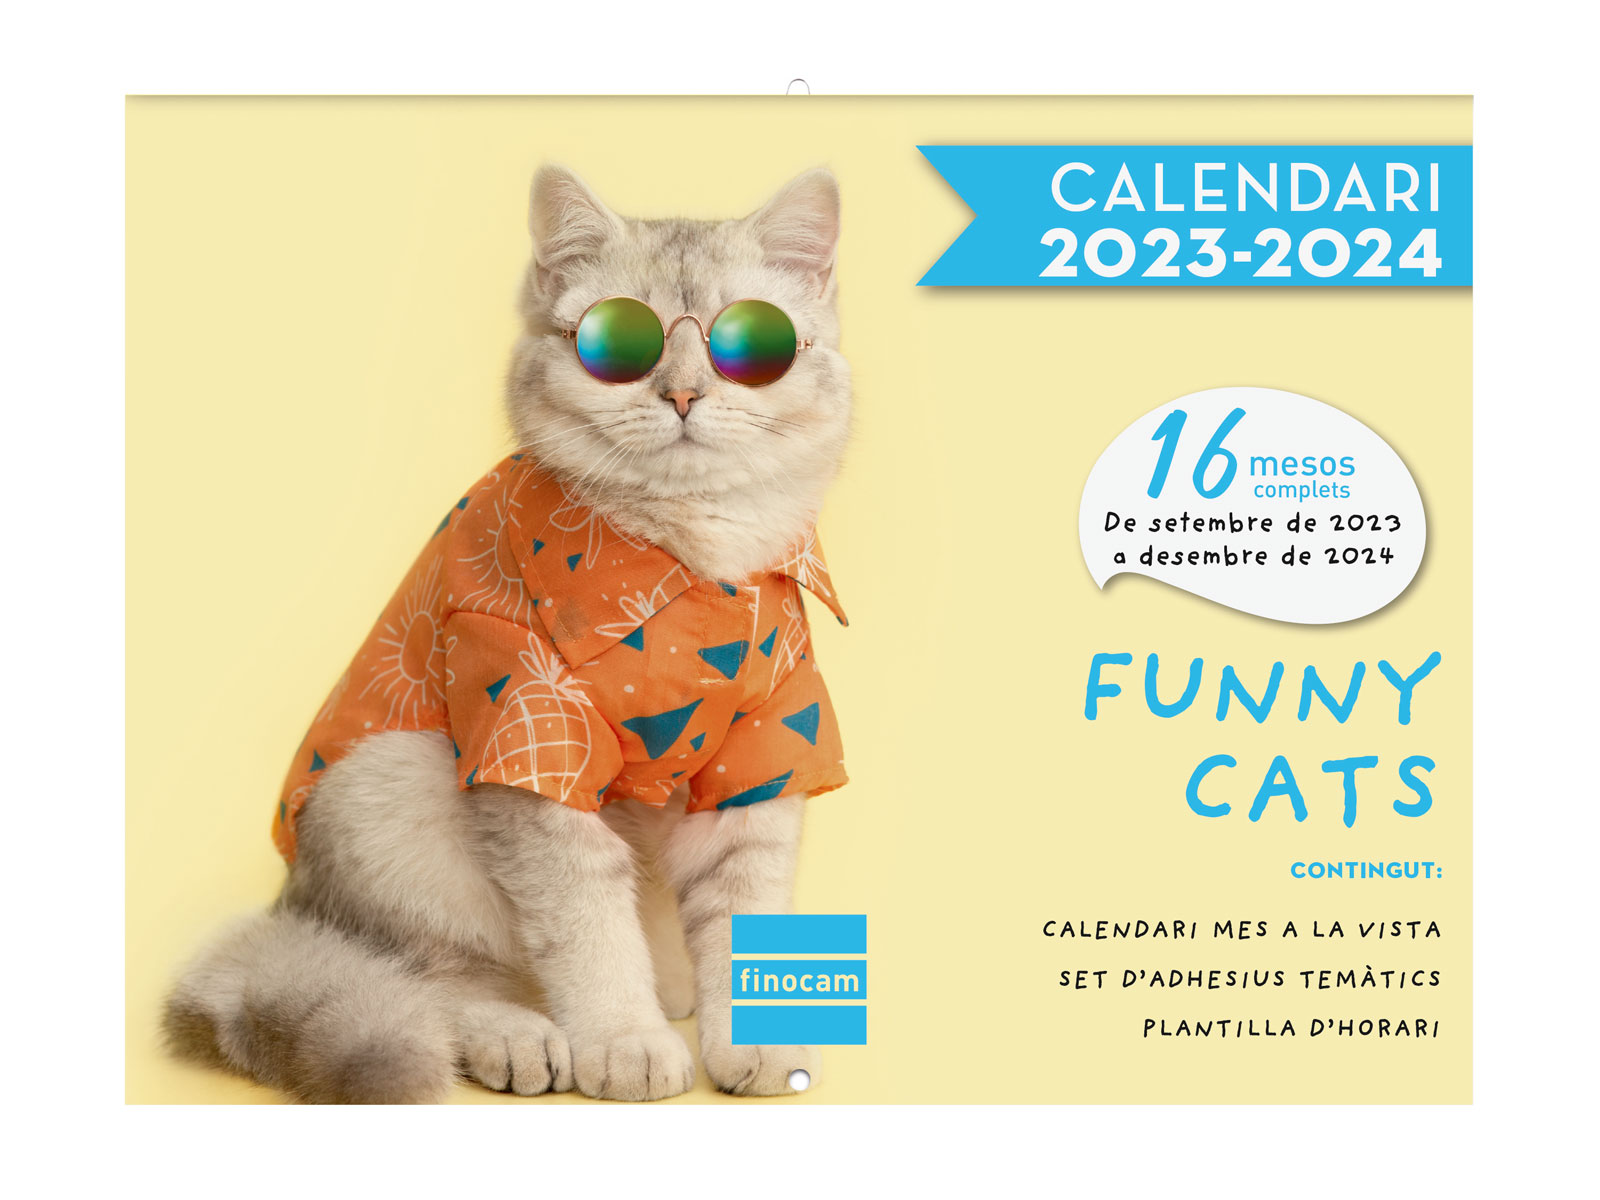 CALENDARI
2023-2024
16 mesos
complets
De setembre de 2023
a desembre de 2024
FUNNY
CATS
CONTINGUT:
CALENDARI MES A LA VISTA
SET D'ADHESIUS TEMÀTICS
PLANTILLA D'HORARI
finocam